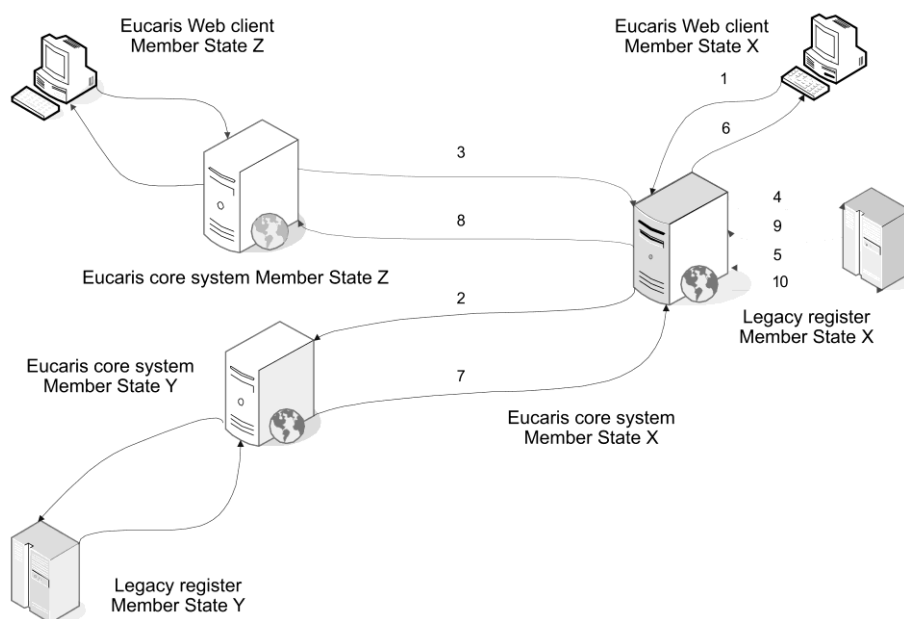 Eucaris Web client
Member State Z
Eucaris Web client
Member State X
1
6
3
4
8
9
5
10
Eucaris core system Member State Z
2
Legacy register
Member State X
Eucaris core system
Member State Y
7
Eucaris core system
Member State X
Legacy register
Member State Y